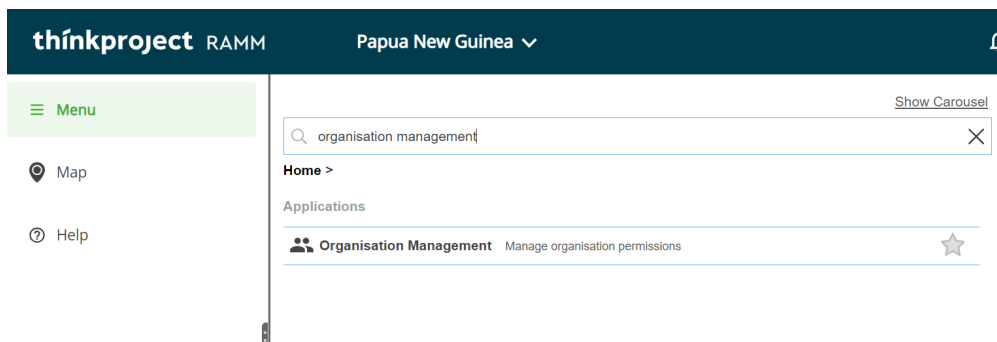 thinkproject RAMM
Papua New Guinea
Menu
Map
Help
Show Carousel
organisation management
Home >
Applications
Organisation Management Manage organisation permissions